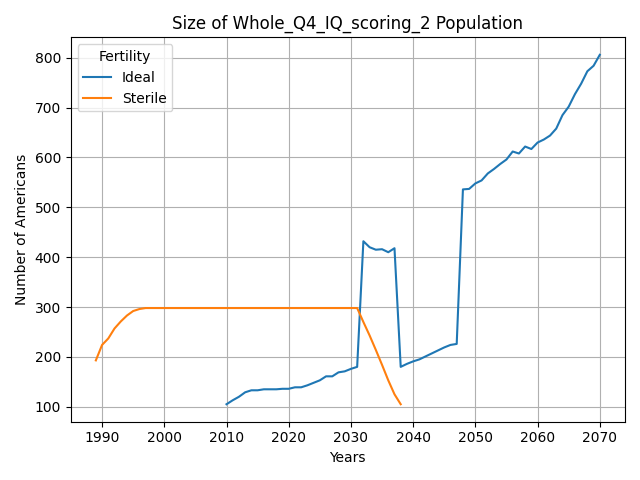 Size of Whole_Q4_IQ_scoring_2 Population
Fertility
Ideal
Sterile
Number of Americans
800
700
600
500
400
300
200
100
1990 2000 2010 2020 2030 2040 2050 2060 2070
Years